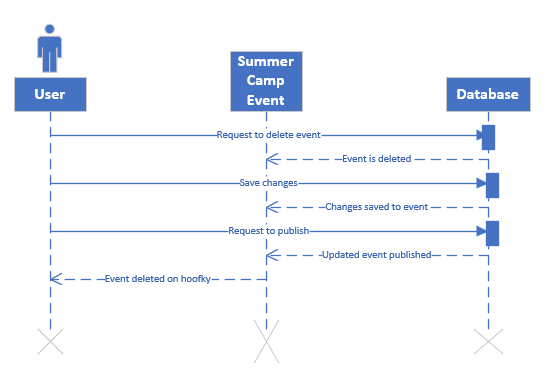 User
Summer
Camp
Event
Database
Request to delete event
Event is deleted
Save changes
Changes saved to event
Request to publish
Updated event published
Event deleted on hoofky